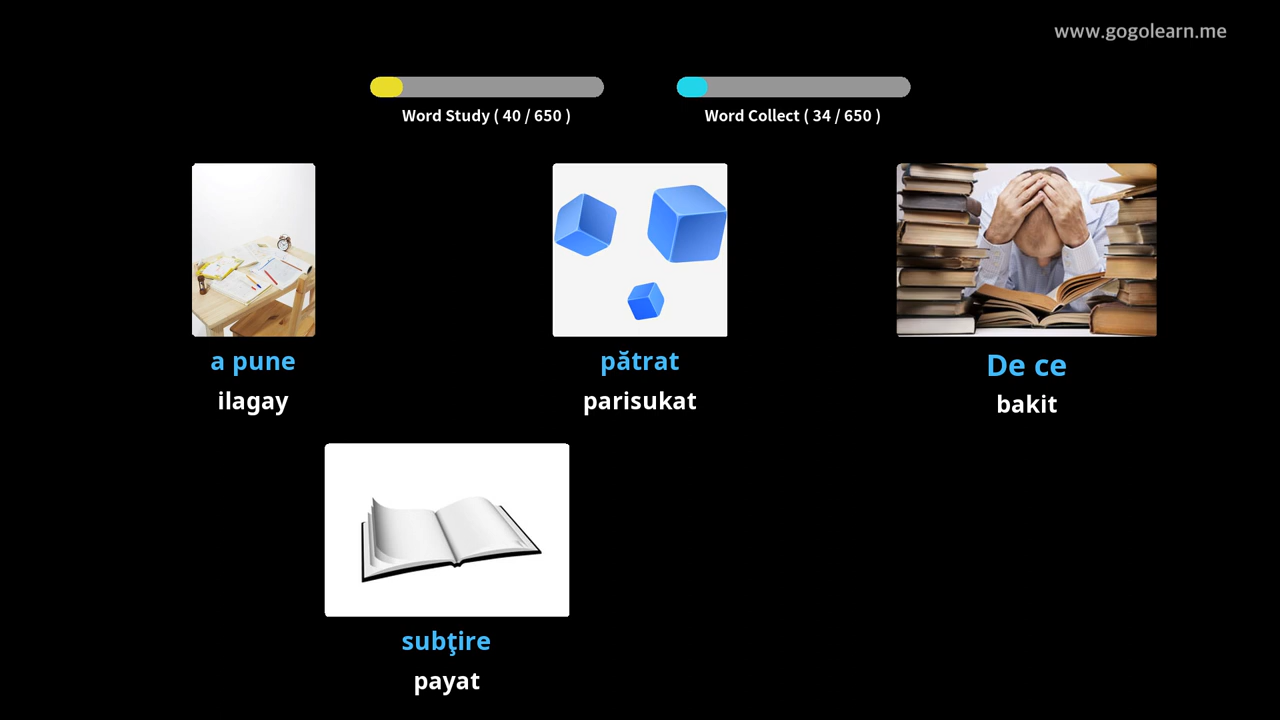 www.gogolearn.me
Word Study ( 40 / 650 )
Word Collect ( 34 / 650 )
a pune
ilagay
pătrat
parisukat
De ce
bakit
subţire
payat